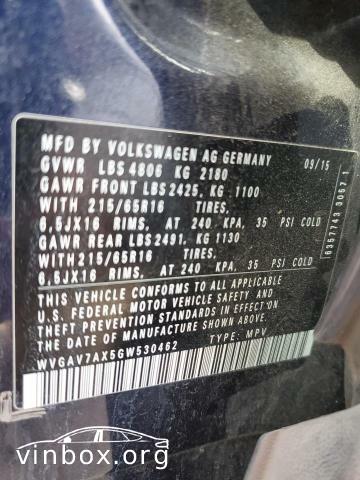 MFD BY VOLKSWAGEN AG GERMANY 09/15
GVWR LBS 4806 KG 2180
GAWR FRONT LBS 2425, KG 1100
WITH 215/65R16 TIRES,
6,5JX16 RIMS, AT 240 KPA, 35 PSI COLD
GAWR REAR LBS 2491, KG 1130
WITH 215/65R16 TIRES,
6,5JX16 RIMS, AT 240 KPA, 35 PSI COLD
THIS VEHICLE CONFORMS TO ALL APPLICABLE
U.S. FEDERAL MOTOR VEHICLE SAFETY AND
THEFT PREVENTION STANDARDS IN EFFECT ON
THE DATE OF MANUFACTURE SHOWN ABOVE.
WVGAV7AX5GW530462 TYPE: MPV
6357743 3057-1
vinbox.org